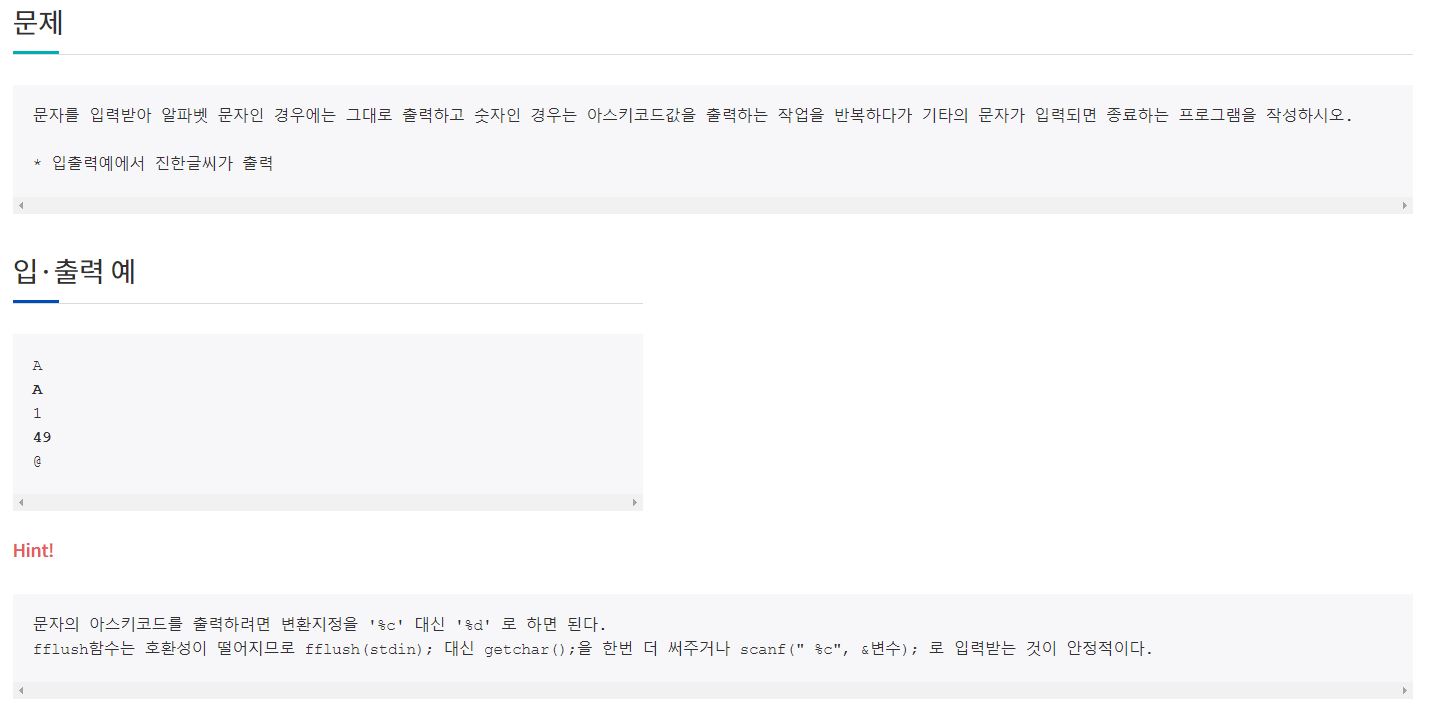 문제
문자를 입력받아 알파벳 문자인 경우에는 그대로 출력하고 숫자인 경우는 아스키코드값을 출력하는 작업을 반복하다가 기타의 문자가 입력되면 종료하는 프로그램을 작성하시오.
* 입출력예에서 진한글씨가 출력
입·출력 예
A
A
1
49
@
Hint!
문자의 아스키코드를 출력하려면 변환지정을 '%c' 대신 '%d' 로 하면 된다.
fflush함수는 호환성이 떨어지므로 fflush(stdin); 대신 getchar();을 한번 더 써주거나 scanf(" %c", &변수); 로 입력받는 것이 안정적이다.